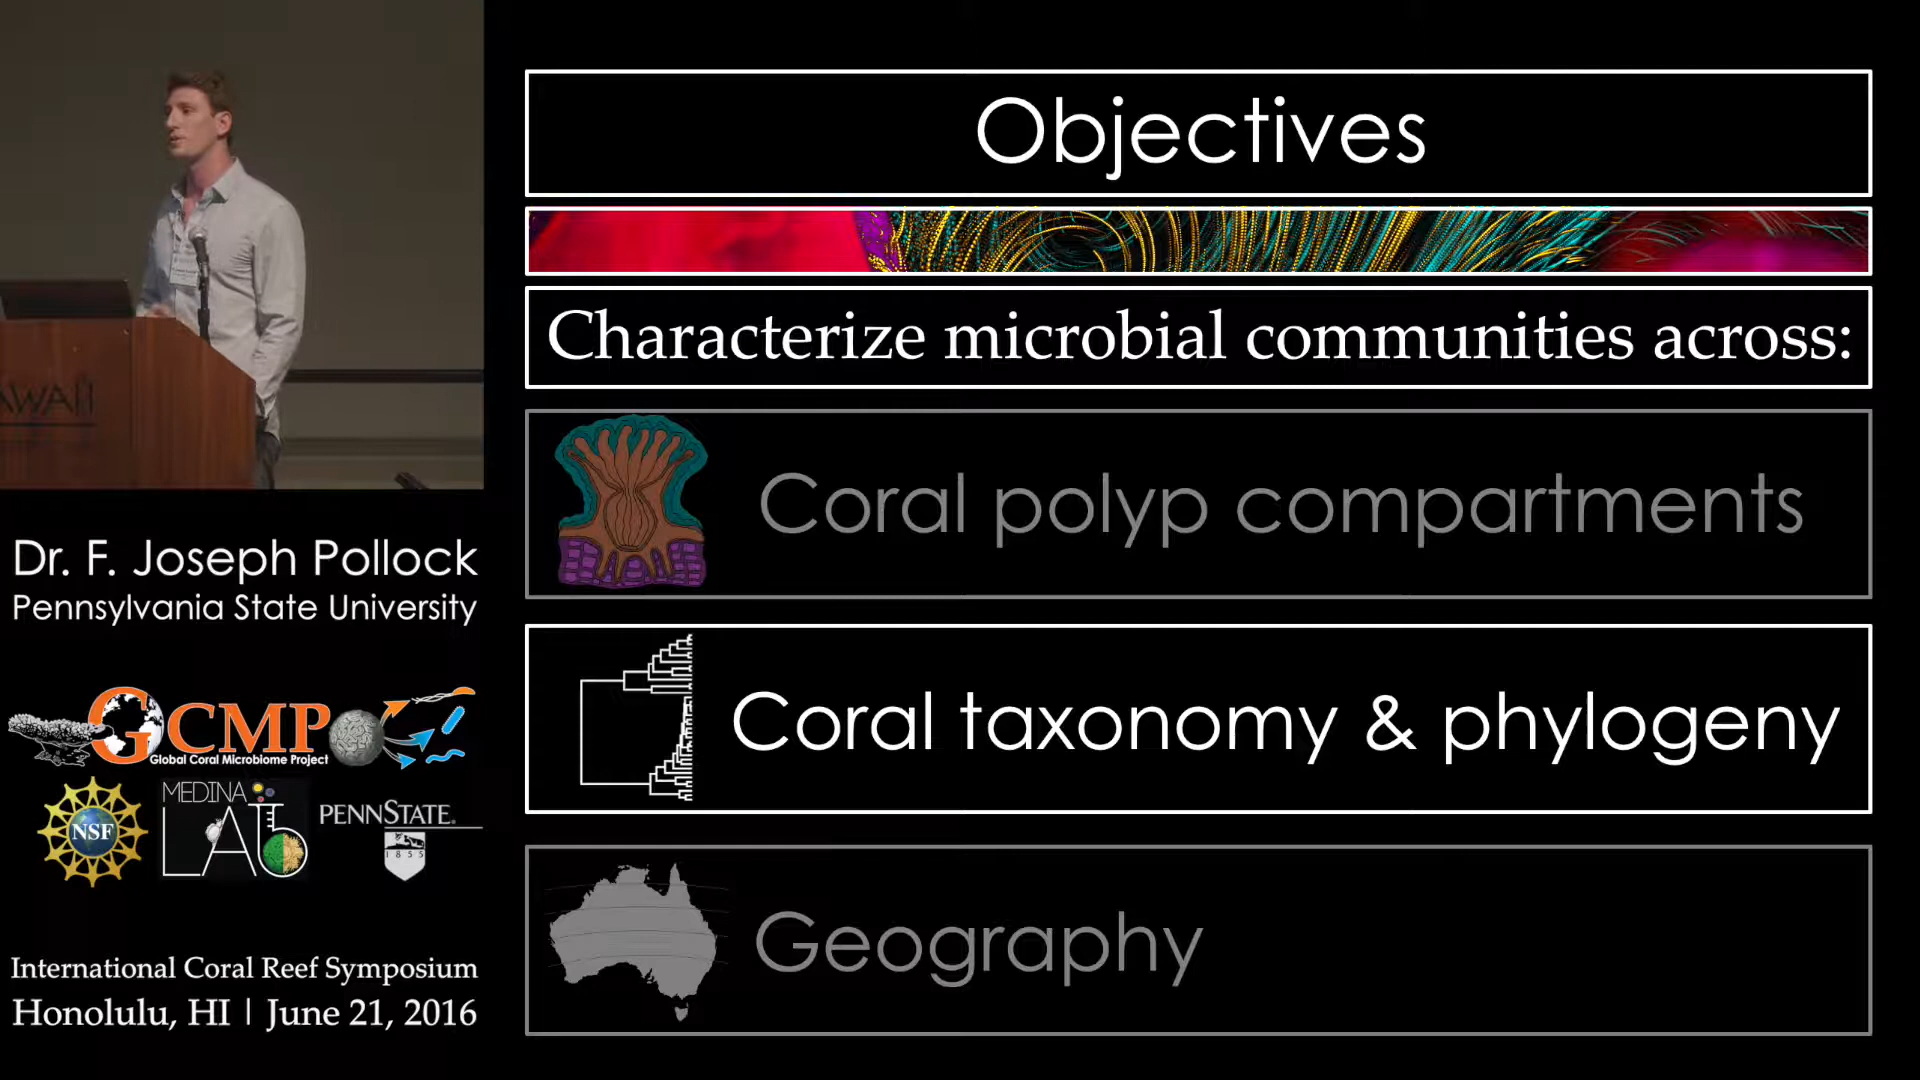 AWAII
Dr. F. Joseph Pollock
Pennsylvania State University
GCMP
Global Coral Microbiome Project
NSF
MEDINA
LAb
PENNSTATE.
1855
International Coral Reef Symposium
Honolulu, HI | June 21, 2016
Objectives
Characterize microbial communities across:
Coral polyp compartments
Coral taxonomy & phylogeny
Geography